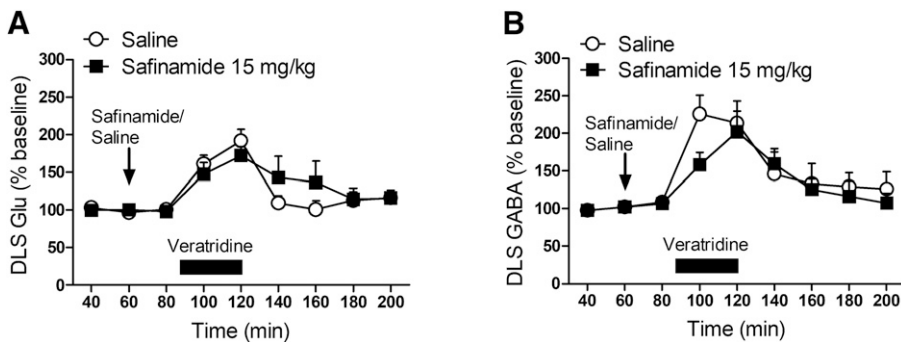 A
Saline
Safinamide 15 mg/kg
DLS Glu (% baseline)
300
250
200
150
100
50
0
Safinamide/
Saline
Veratridine
40 60 80 100 120 140 160 180 200
Time (min)
B
Saline
Safinamide 15 mg/kg
DLS GABA (% baseline)
300
250
200
150
100
50
0
Safinamide/
Saline
Veratridine
40 60 80 100 120 140 160 180 200
Time (min)